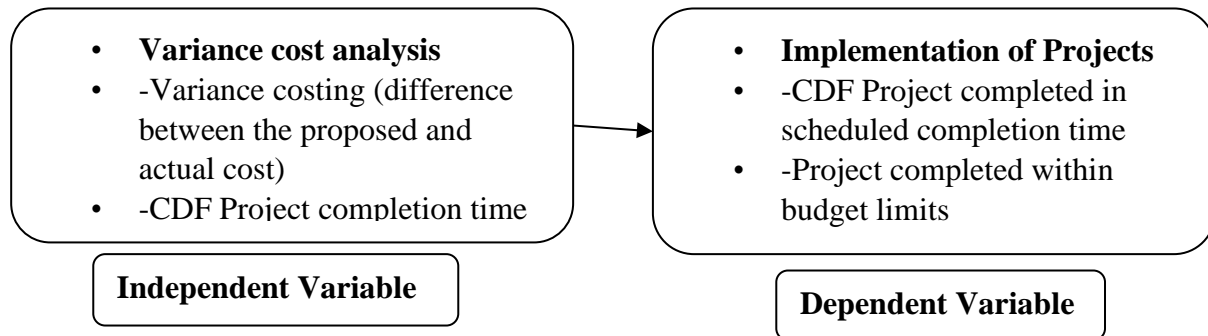 • Variance cost analysis
• -Variance costing (difference
between the proposed and
actual cost)
• -CDF Project completion time
Independent Variable
• Implementation of Projects
• -CDF Project completed in
scheduled completion time
• -Project completed within
budget limits
Dependent Variable